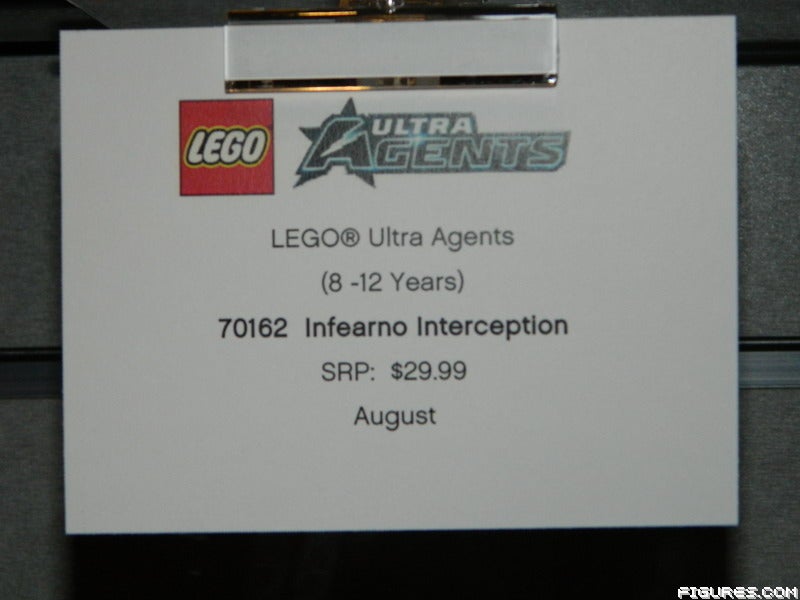 LEGO
ULTRA
AGENTS
LEGO® Ultra Agents
(8 -12 Years)
70162 Infearno Interception
SRP: $29.99
August
FIGURES.COM